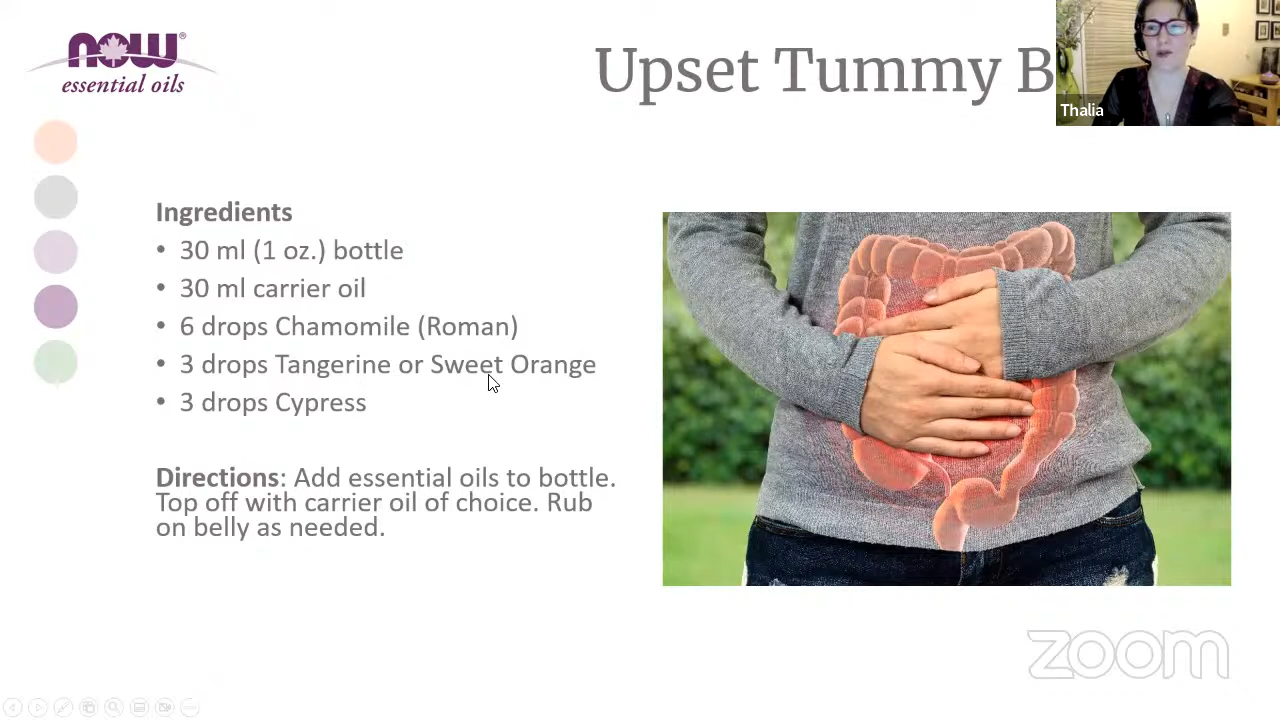 NOW®
essential oils
Upset Tummy B
Thalia
Ingredients
• 30 ml (1 oz.) bottle
• 30 ml carrier oil
• 6 drops Chamomile (Roman)
• 3 drops Tangerine or Sweet Orange
• 3 drops Cypress
Directions: Add essential oils to bottle.
Top off with carrier oil of choice. Rub
on belly as needed.
zoom